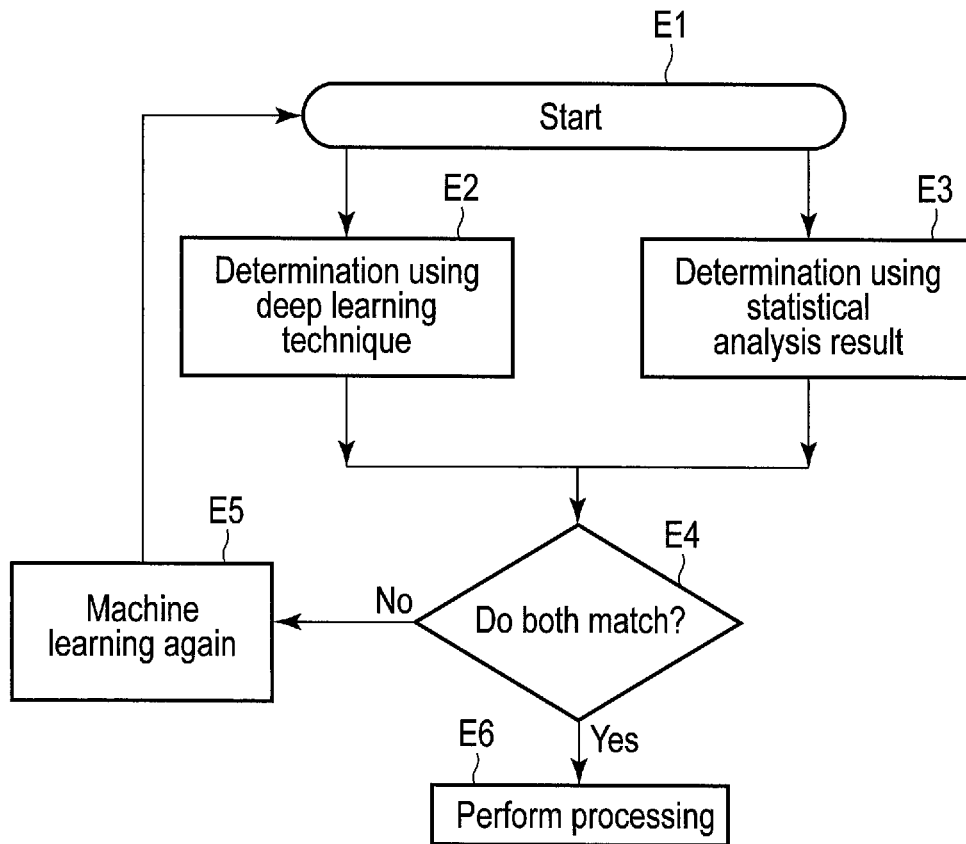 E1
Start
E2
Determination using
deep learning
technique
E3
Determination using
statistical
analysis result
E4
Do both match?
No
E5
Machine
learning again
Yes
E6
Perform processing